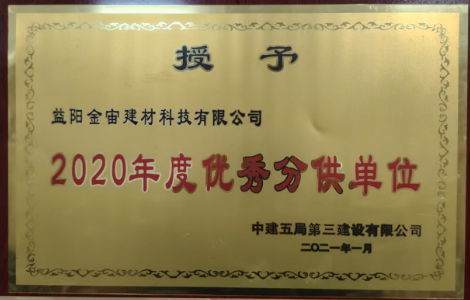 授予
益阳金宙建材科技有限公司
2020年度优秀分供单位
中建五局第三建设有限公司
二〇二一年一月